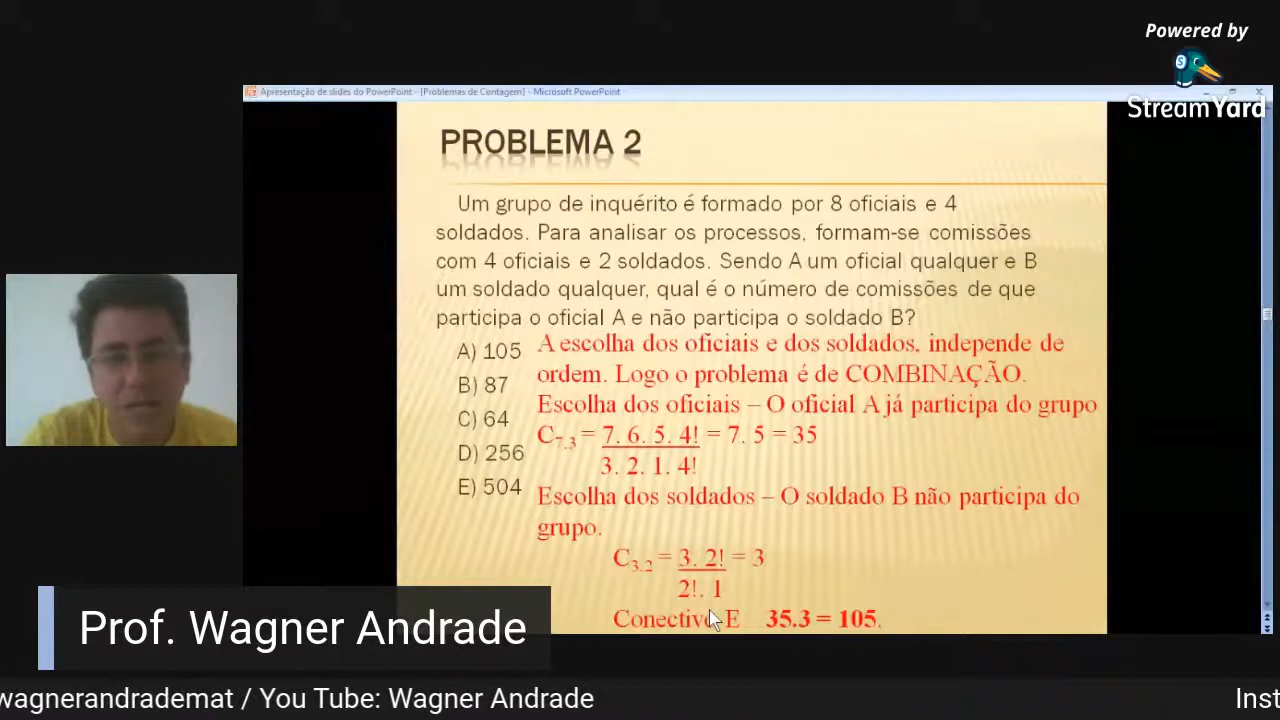 Powered by
StreamYard
Apresentação de slides do PowerPoint - [Problemas de Contagem] - Microsoft PowerPoint
PROBLEMA 2
Um grupo de inquérito é formado por 8 oficiais e 4
soldados. Para analisar os processos, formam-se comissões
com 4 oficiais e 2 soldados. Sendo A um oficial qualquer e B
um soldado qualquer, qual é o número de comissões de que
participa o oficial A e não participa o soldado B?
A) 105
B) 87
C) 64
D) 256
E) 504
A escolha dos oficiais e dos soldados, independe de
ordem. Logo o problema é de COMBINAÇÃO.
Escolha dos oficiais – O oficial A já participa do grupo
C7,3 = 7. 6. 5. 4! = 7. 5 = 35
3. 2. 1. 4!
Escolha dos soldados – O soldado B não participa do
grupo.
C3,2 = 3. 2! = 3
2!. 1
Conectivo E 35.3 = 105.
Prof. Wagner Andrade
wagnerandrademat / You Tube: Wagner Andrade
Inst